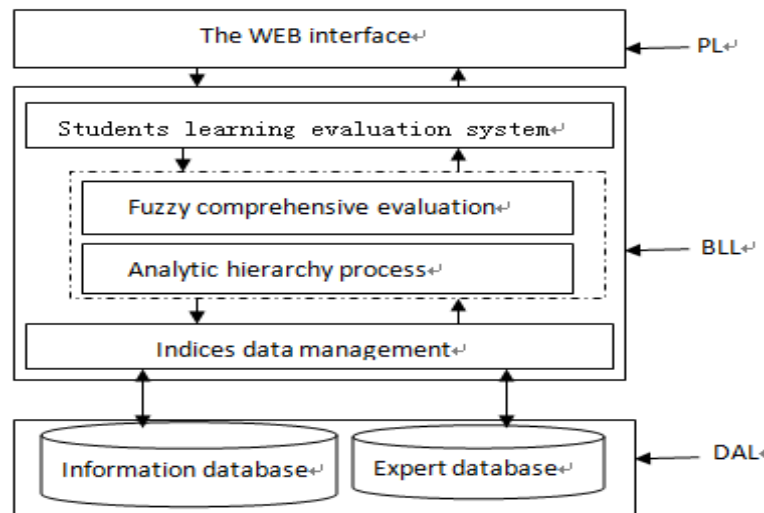 The WEB interface↵
PL↵
Students learning evaluation system↵
Fuzzy comprehensive evaluation↵
BLL↵
Analytic hierarchy process↵
Indices data management↵
Information database↵
Expert database↵
DAL↵